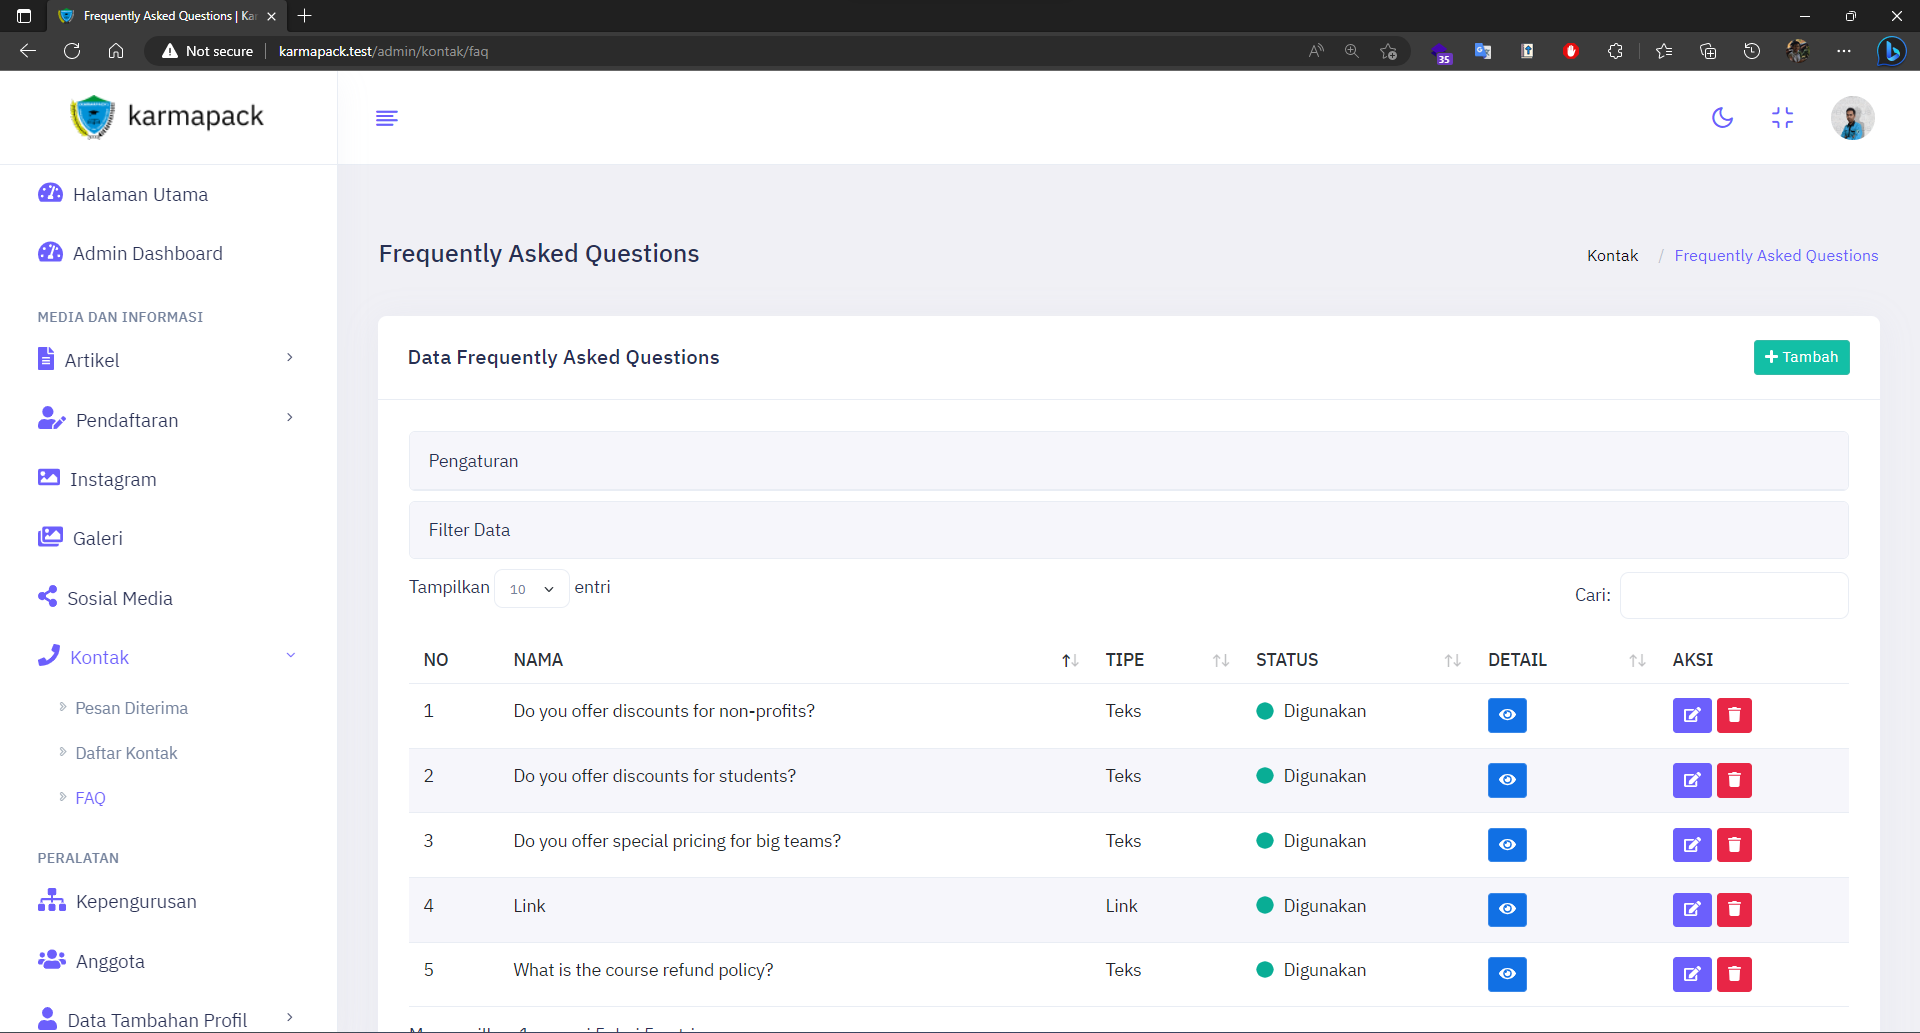 Frequently Asked Questions | Ka
Not secure
karmapack.test/admin/kontak/faq
35
karmapack
Halaman Utama
Admin Dashboard
MEDIA DAN INFORMASI
Artikel
Pendaftaran
Instagram
Galeri
Sosial Media
Kontak
Pesan Diterima
Daftar Kontak
FAQ
PERALATAN
Kepengurusan
Anggota
Data Tambahan Profil
Frequently Asked Questions
Kontak / Frequently Asked Questions
Data Frequently Asked Questions
Tambah
Pengaturan
Filter Data
Tampilkan 10 entri
Cari:
NO NAMA TIPE STATUS DETAIL AKSI
1 Do you offer discounts for non-profits? Teks Digunakan
2 Do you offer discounts for students? Teks Digunakan
3 Do you offer special pricing for big teams? Teks Digunakan
4 Link Link Digunakan
5 What is the course refund policy? Teks Digunakan